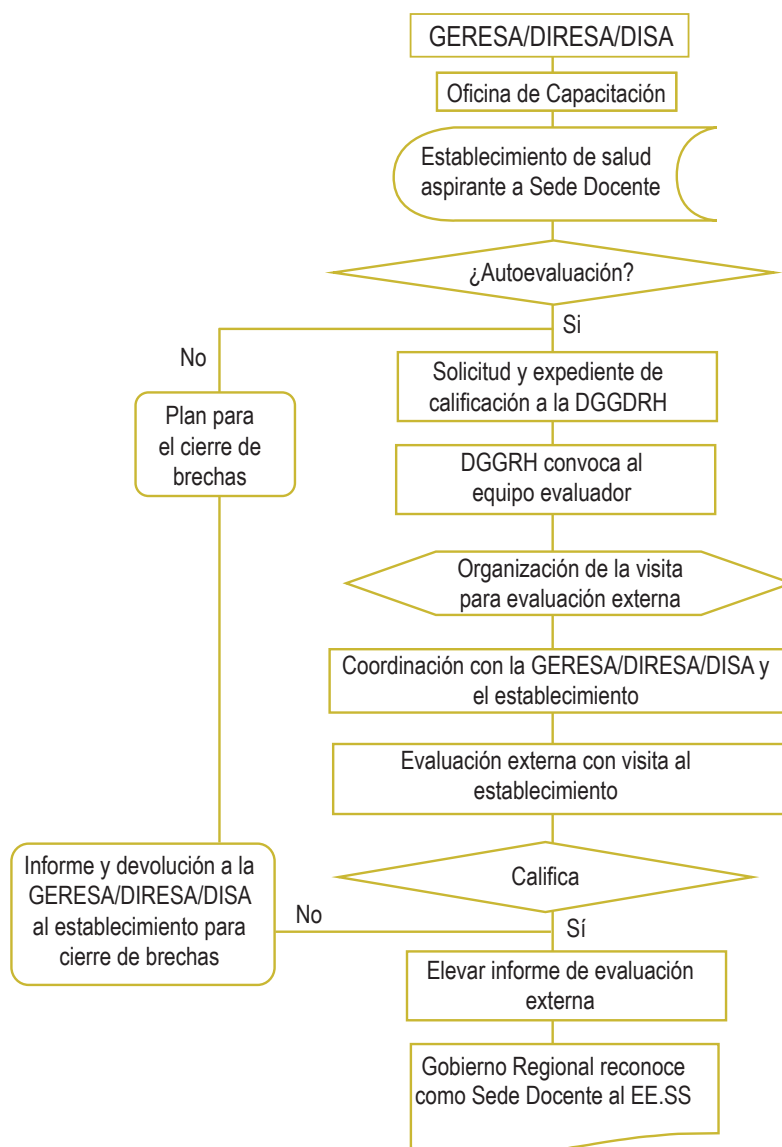 GERESA/DIRESA/DISA
Oficina de Capacitación
Establecimiento de salud
aspirante a Sede Docente
¿Autoevaluación?
Si
No
Solicitud y expediente de
calificación a la DGGDRH
Plan para
el cierre de
brechas
DGGRH convoca al
equipo evaluador
Organización de la visita
para evaluación externa
Coordinación con la GERESA/DIRESA/DISA y
el establecimiento
Evaluación externa con visita al
establecimiento
Informe y devolución a la
GERESA/DIRESA/DISA
al establecimiento para
cierre de brechas
Califica
No
Sí
Elevar informe de evaluación
externa
Gobierno Regional reconoce
como Sede Docente al EE.SS